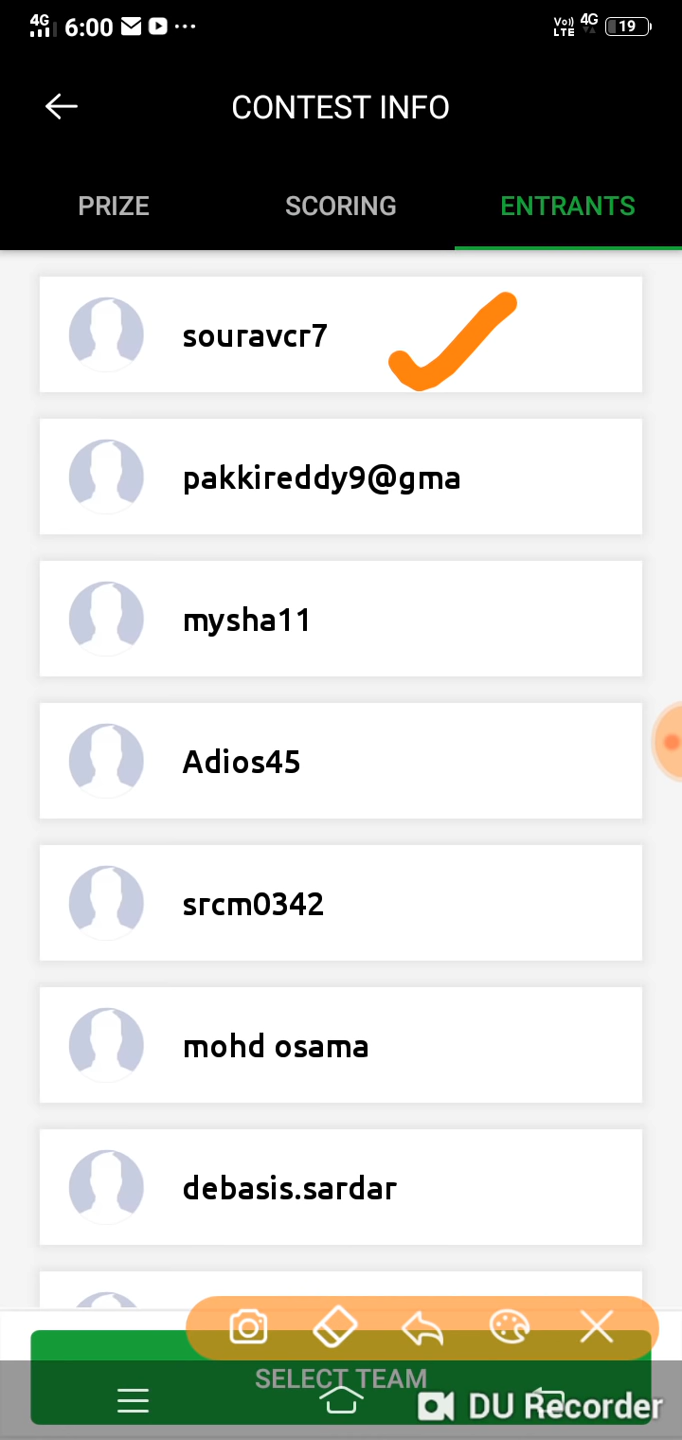 4G 6:00 Vo)) LTE 4G 19
CONTEST INFO
PRIZE SCORING ENTRANTS
souravcr7
pakkireddy9@gma
mysha11
Adios45
srcm0342
mohd osama
debasis.sardar
SELECT TEAM
DU Recorder